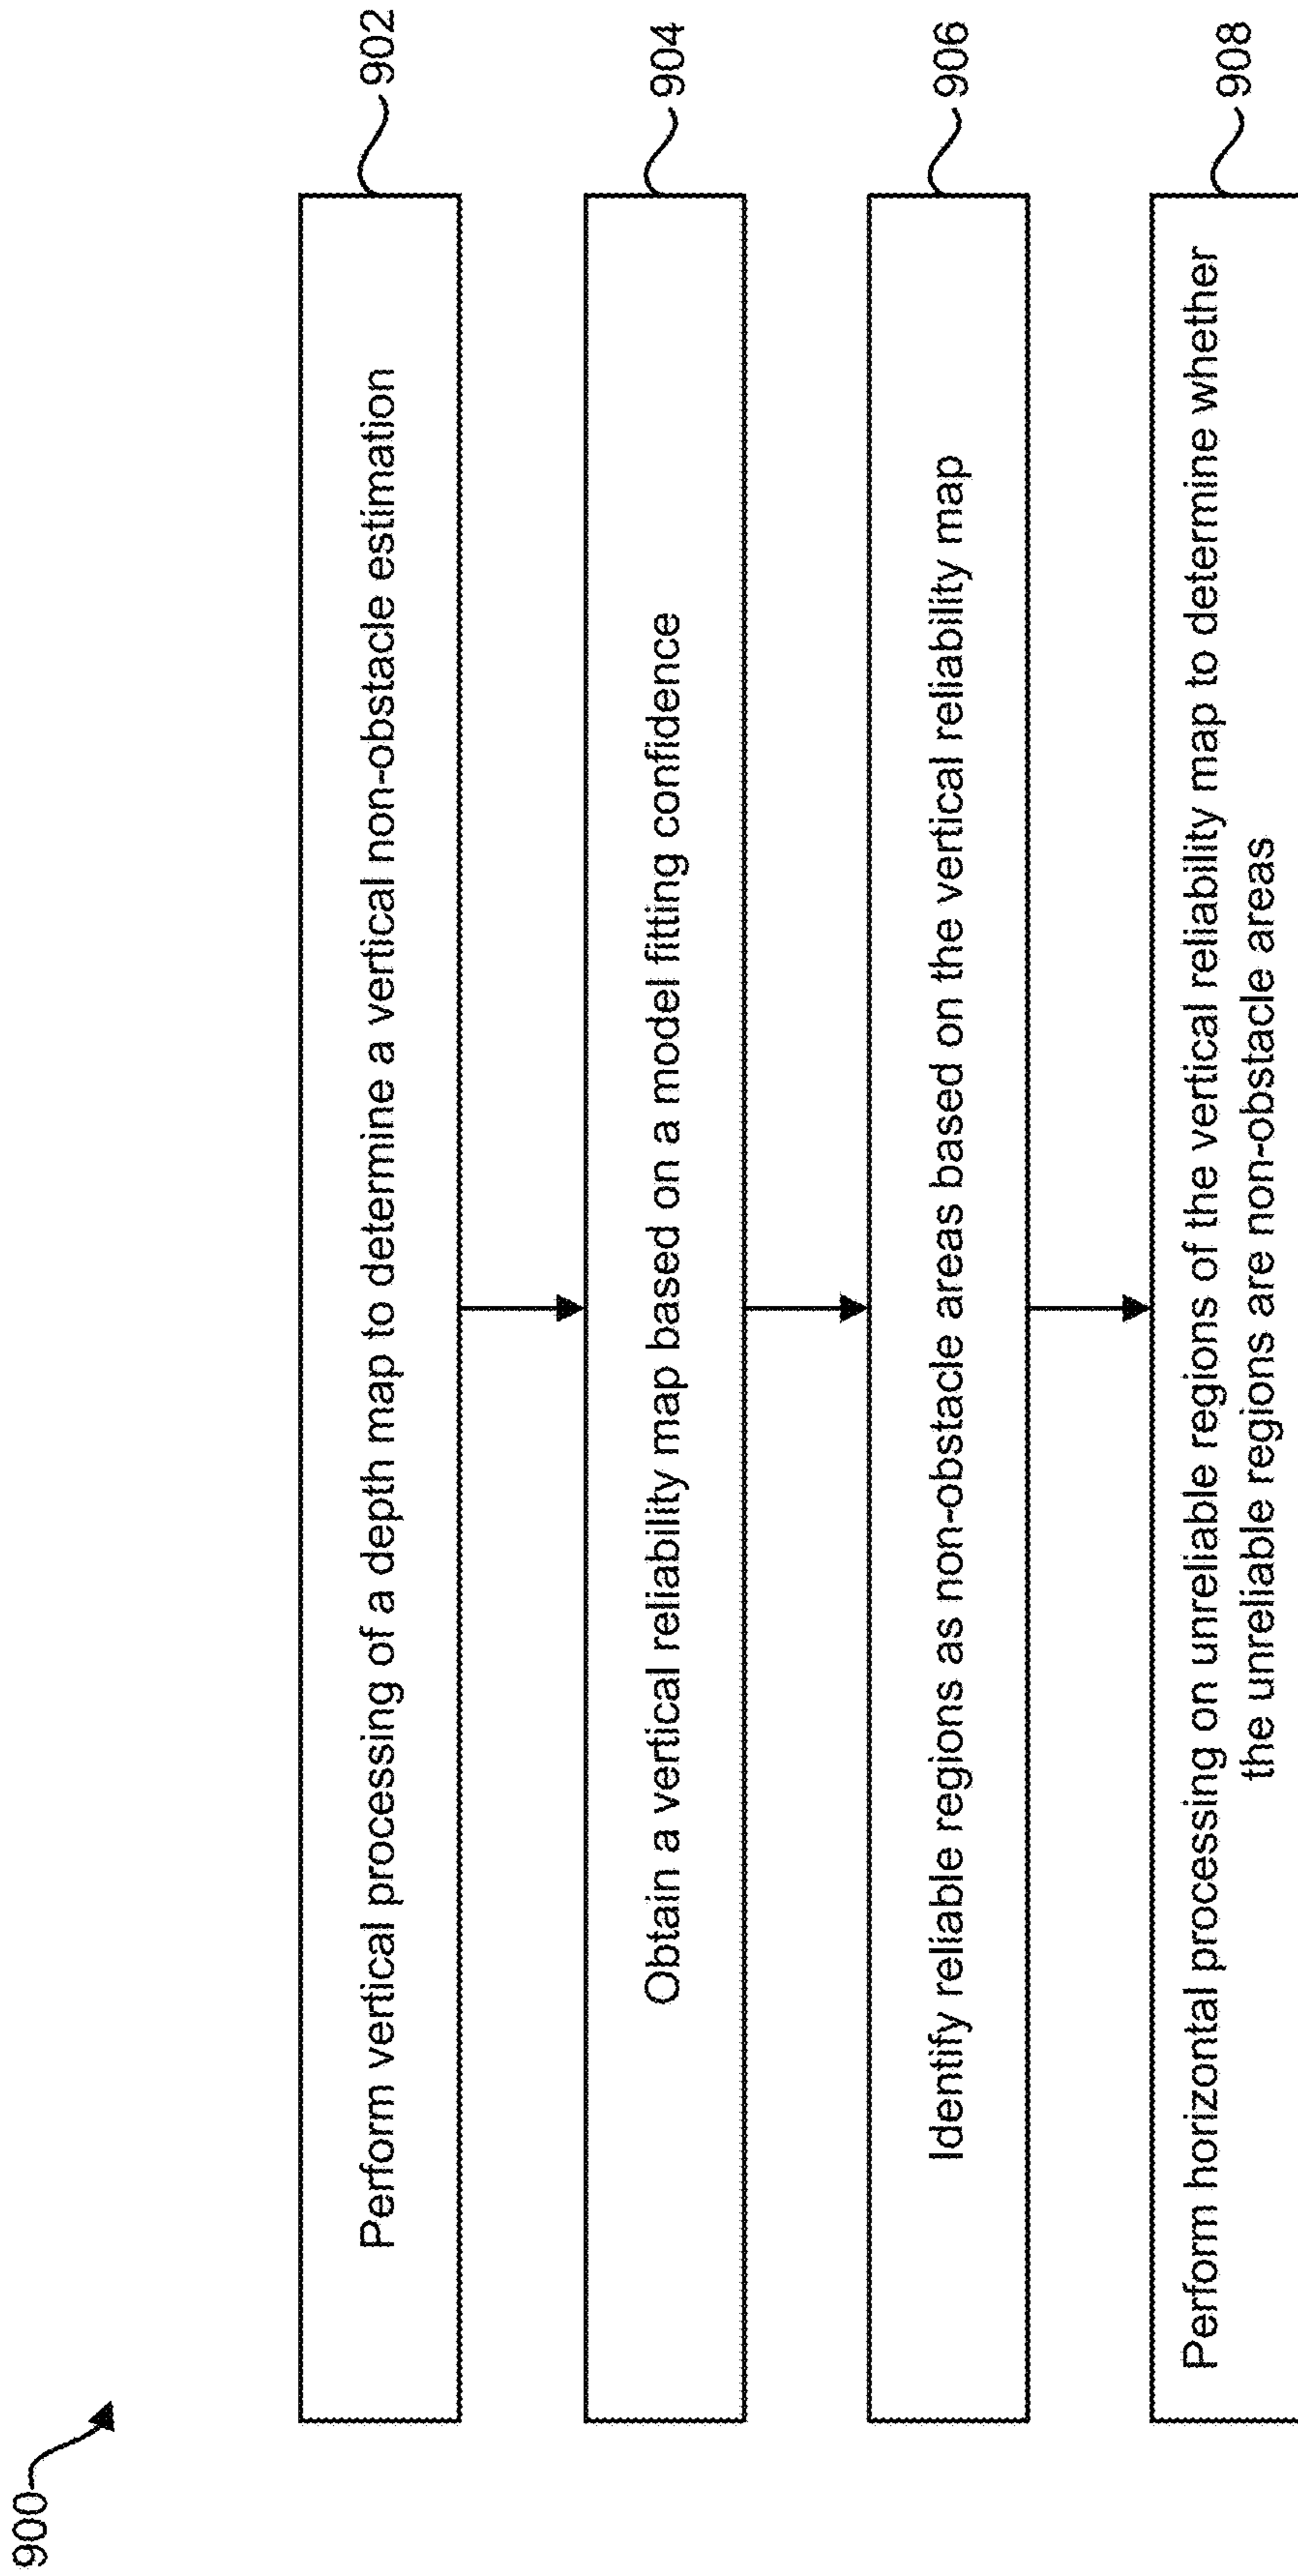 900
Perform vertical processing of a depth map to determine a vertical non-obstacle estimation
902
Obtain a vertical reliability map based on a model fitting confidence
904
Identify reliable regions as non-obstacle areas based on the vertical reliability map
906
Perform horizontal processing on unreliable regions of the vertical reliability map to determine whether
the unreliable regions are non-obstacle areas
908